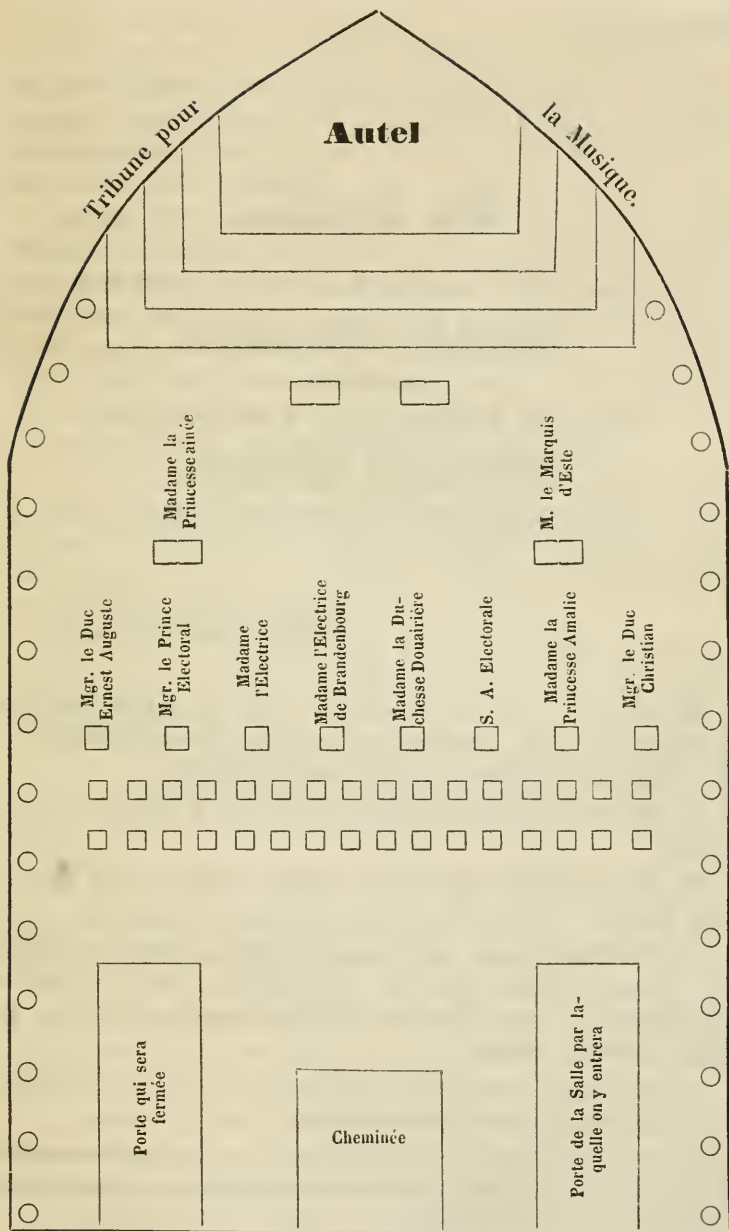 Tribune pour
la Musique.
Autel
Madame la
Princesse ainée
M. le Marquis
d'Este
Mgr. le Duc
Ernest Auguste
Mgr. le Prince
Electoral
Madame
l'Electrice
Madame l'Electrice
de Brandenbourg
Madame la Du-
chesse Douairière
S. A. Electorale
Madame la
Princesse Amalie
Mgr. le Duc
Christian
Porte qui sera
fermée
Cheminée
Porte de la Salle par la-
quelle on y entrera